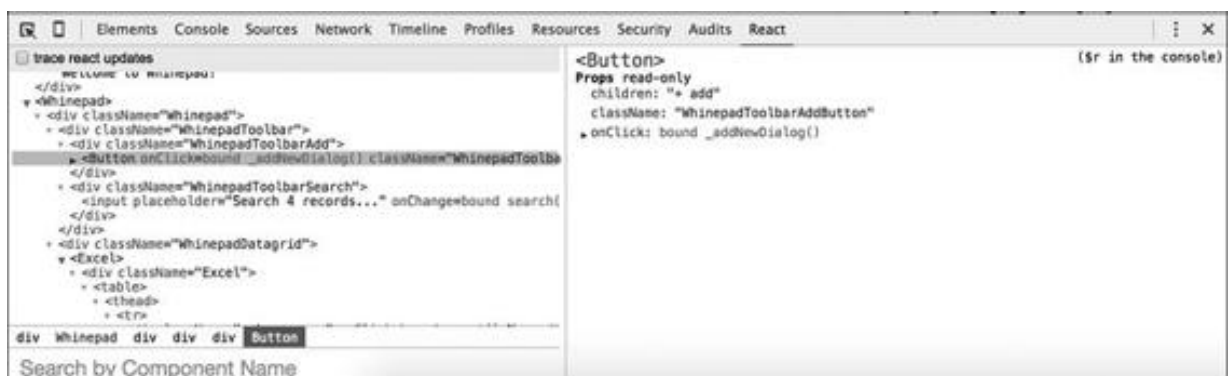 Elements Console Sources Network Timeline Profiles Resources Security Audits React
trace react updates
Welcome to Whinepad!
</div>
<Whinepad>
<div className="Whinepad">
<div className="WhinepadToolbar">
<div className="WhinepadToolbarAdd">
<Button onClick=bound _addNewDialog() className="WhinepadToolba
</div>
<div className="WhinepadToolbarSearch">
<input placeholder="Search 4 records..." onChange=bound search(
</div>
</div>
<div className="WhinepadDatagrid">
<Excel>
<div className="Excel">
<table>
<thead>
<tr>
div Whinepad div div div Button
Search by Component Name
<Button> ($r in the console)
Props read-only
children: "+ add"
className: "WhinepadToolbarAddButton"
onClick: bound _addNewDialog()